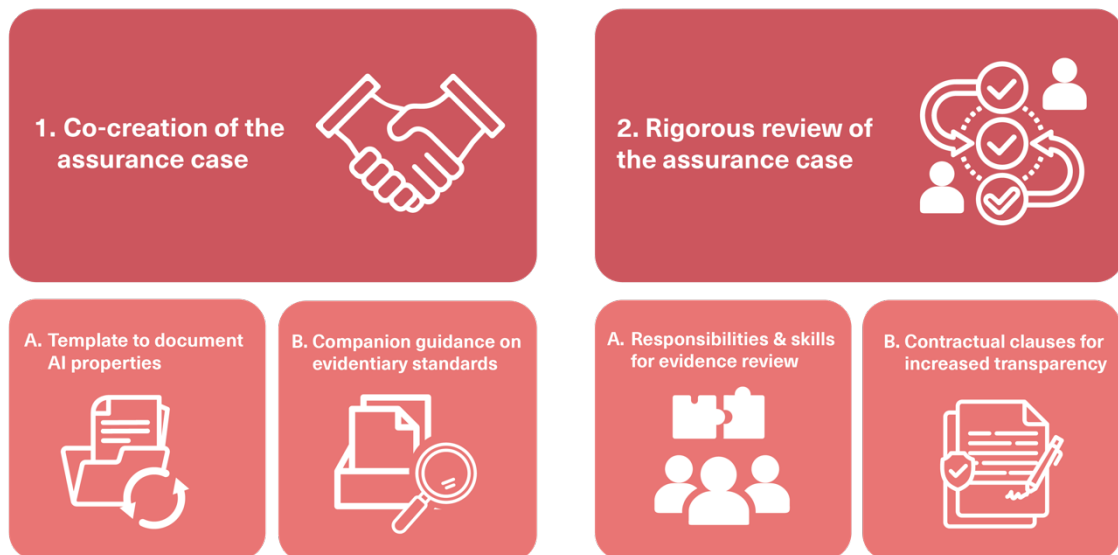 1. Co-creation of the
assurance case
2. Rigorous review of
the assurance case
A. Template to document
AI properties
B. Companion guidance on
evidentiary standards
A. Responsibilities & skills
for evidence review
B. Contractual clauses for
increased transparency